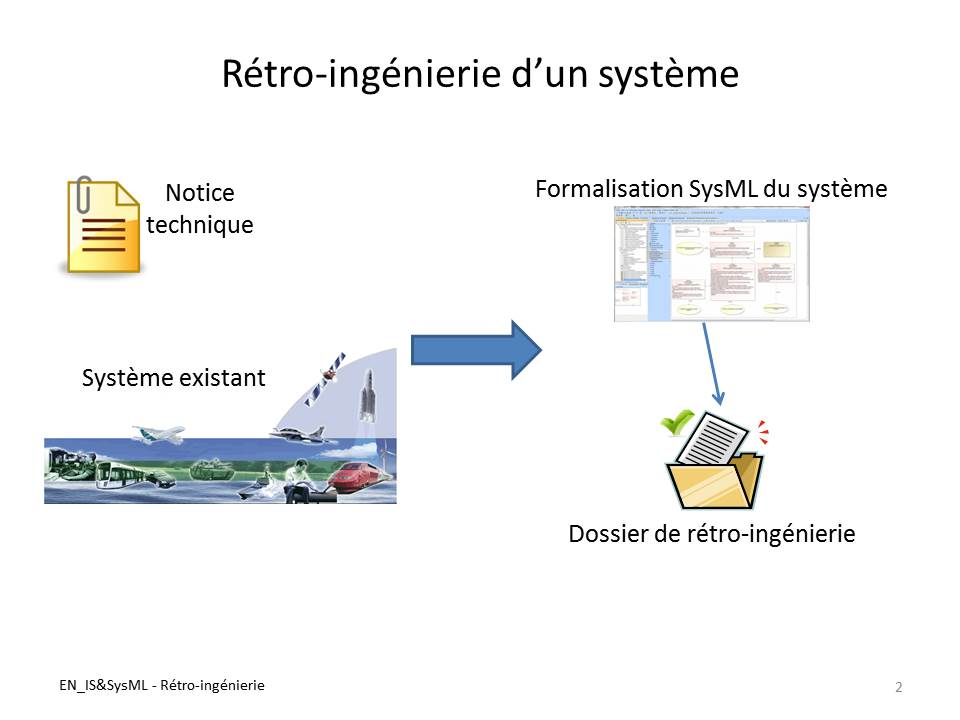 Rétro-ingénierie d’un système
Notice
technique
Système existant
Formalisation SysML du système
Dossier de rétro-ingénierie
EN_IS&SysML - Rétro-ingénierie
2